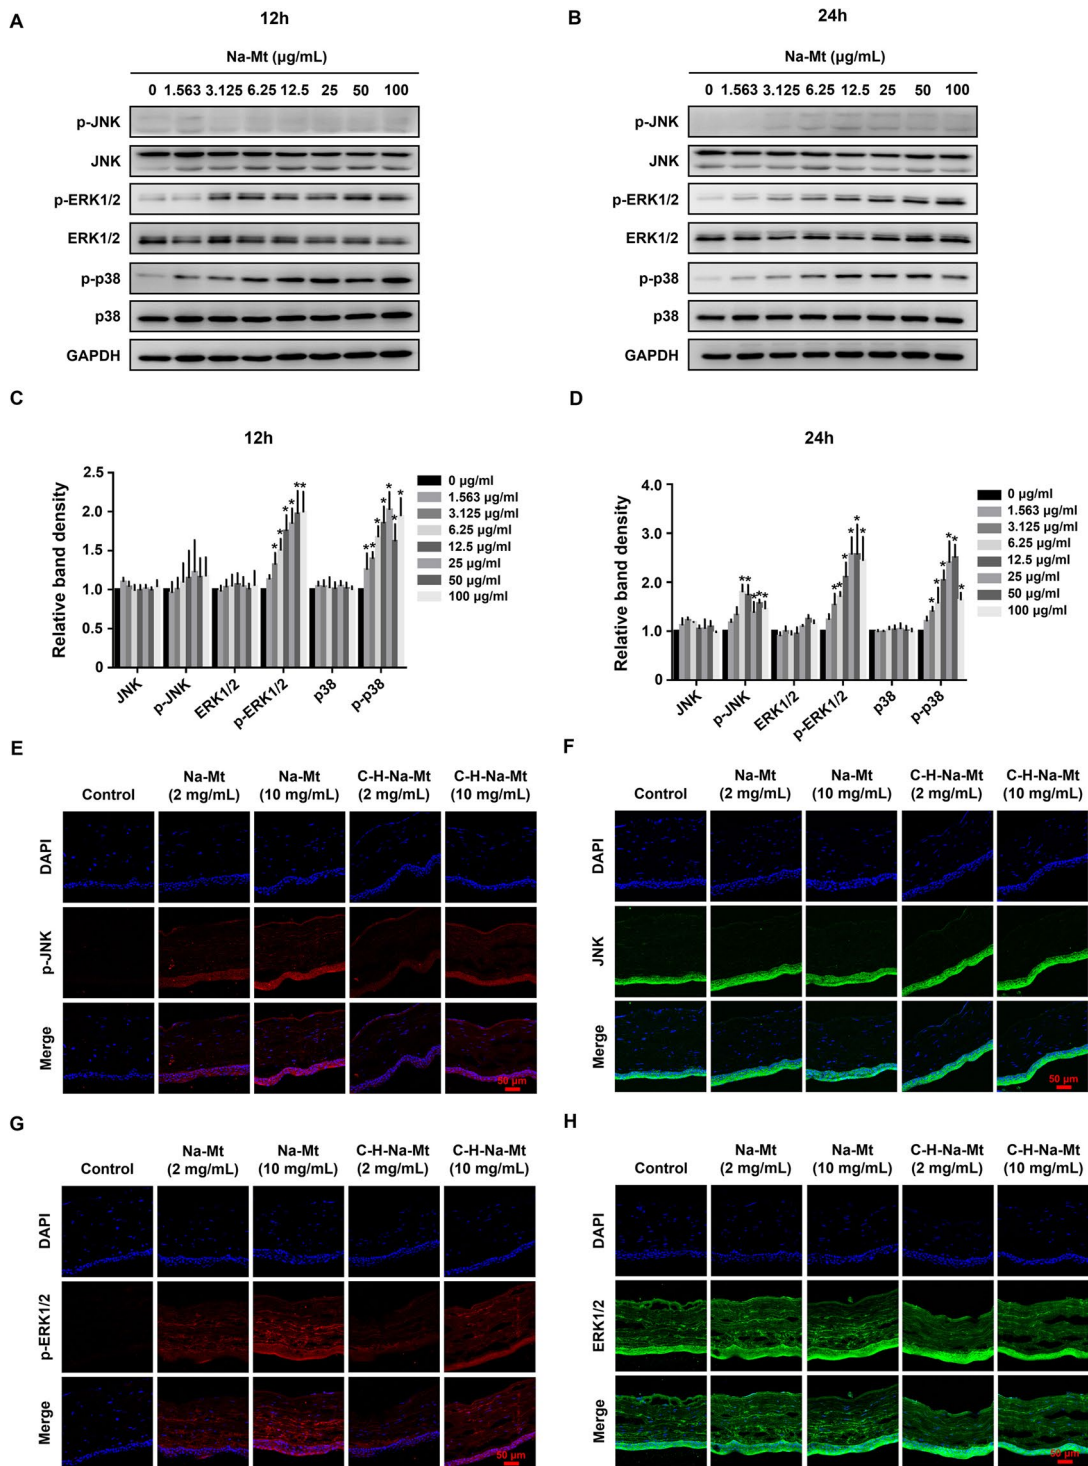 A
12h
Na-Mt (µg/mL)
0 1.563 3.125 6.25 12.5 25 50 100
p-JNK
JNK
p-ERK1/2
ERK1/2
p-p38
p38
GAPDH
B
24h
Na-Mt (µg/mL)
0 1.563 3.125 6.25 12.5 25 50 100
p-JNK
JNK
p-ERK1/2
ERK1/2
p-p38
p38
GAPDH
C
12h
Relative band density
2.5
2.0
1.5
1.0
0.5
0
JNK
p-JNK
ERK1/2
p-ERK1/2
p38
p-p38
0 µg/ml
1.563 µg/ml
3.125 µg/ml
6.25 µg/ml
12.5 µg/ml
25 µg/ml
50 µg/ml
100 µg/ml
D
24h
Relative band density
4.0
3.0
2.0
1.0
0
JNK
p-JNK
ERK1/2
p-ERK1/2
p38
p-p38
0 µg/ml
1.563 µg/ml
3.125 µg/ml
6.25 µg/ml
12.5 µg/ml
25 µg/ml
50 µg/ml
100 µg/ml
E
Control
Na-Mt
(2 mg/mL)
Na-Mt
(10 mg/mL)
C-H-Na-Mt
(2 mg/mL)
C-H-Na-Mt
(10 mg/mL)
DAPI
p-JNK
Merge
50 µm
F
Control
Na-Mt
(2 mg/mL)
Na-Mt
(10 mg/mL)
C-H-Na-Mt
(2 mg/mL)
C-H-Na-Mt
(10 mg/mL)
DAPI
JNK
Merge
50 µm
G
Control
Na-Mt
(2 mg/mL)
Na-Mt
(10 mg/mL)
C-H-Na-Mt
(2 mg/mL)
C-H-Na-Mt
(10 mg/mL)
DAPI
p-ERK1/2
Merge
50 µm
H
Control
Na-Mt
(2 mg/mL)
Na-Mt
(10 mg/mL)
C-H-Na-Mt
(2 mg/mL)
C-H-Na-Mt
(10 mg/mL)
DAPI
ERK1/2
Merge
50 µm